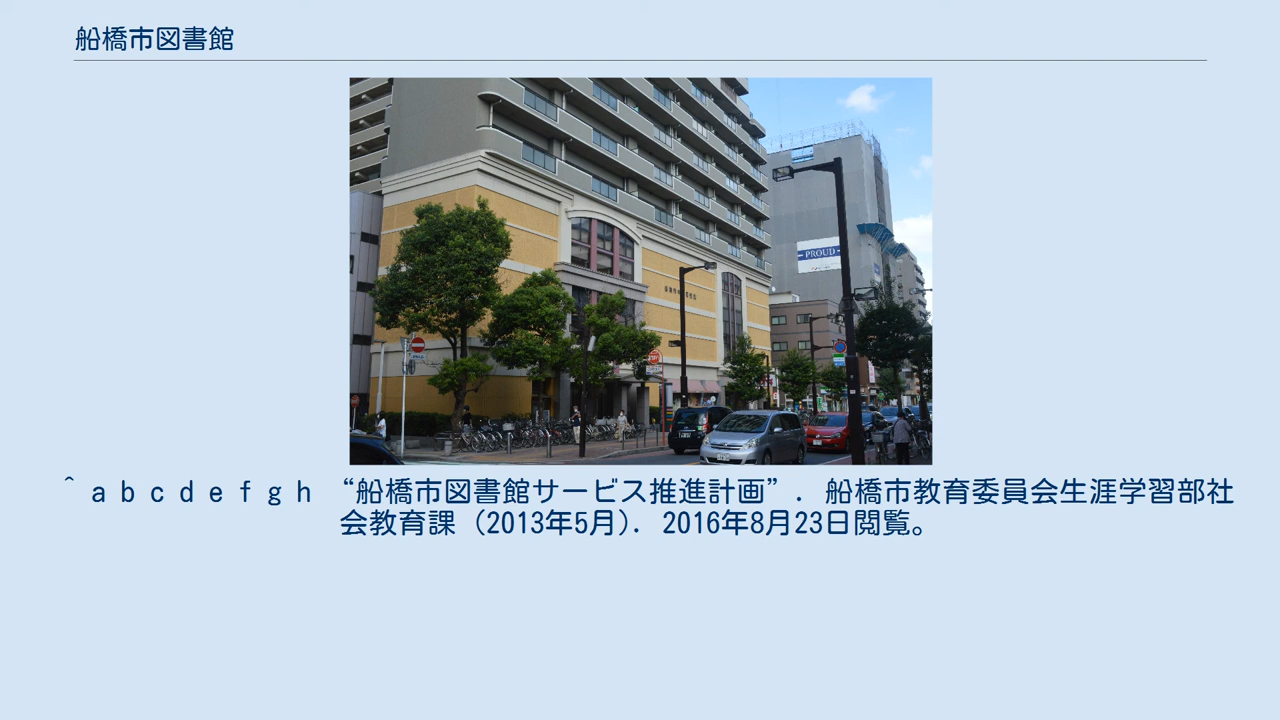 船橋市図書館
PROUD
^ a b c d e f g h “船橋市図書館サービス推進計画”. 船橋市教育委員会生涯学習部社
会教育課 (2013年5月). 2016年8月23日閲覧。